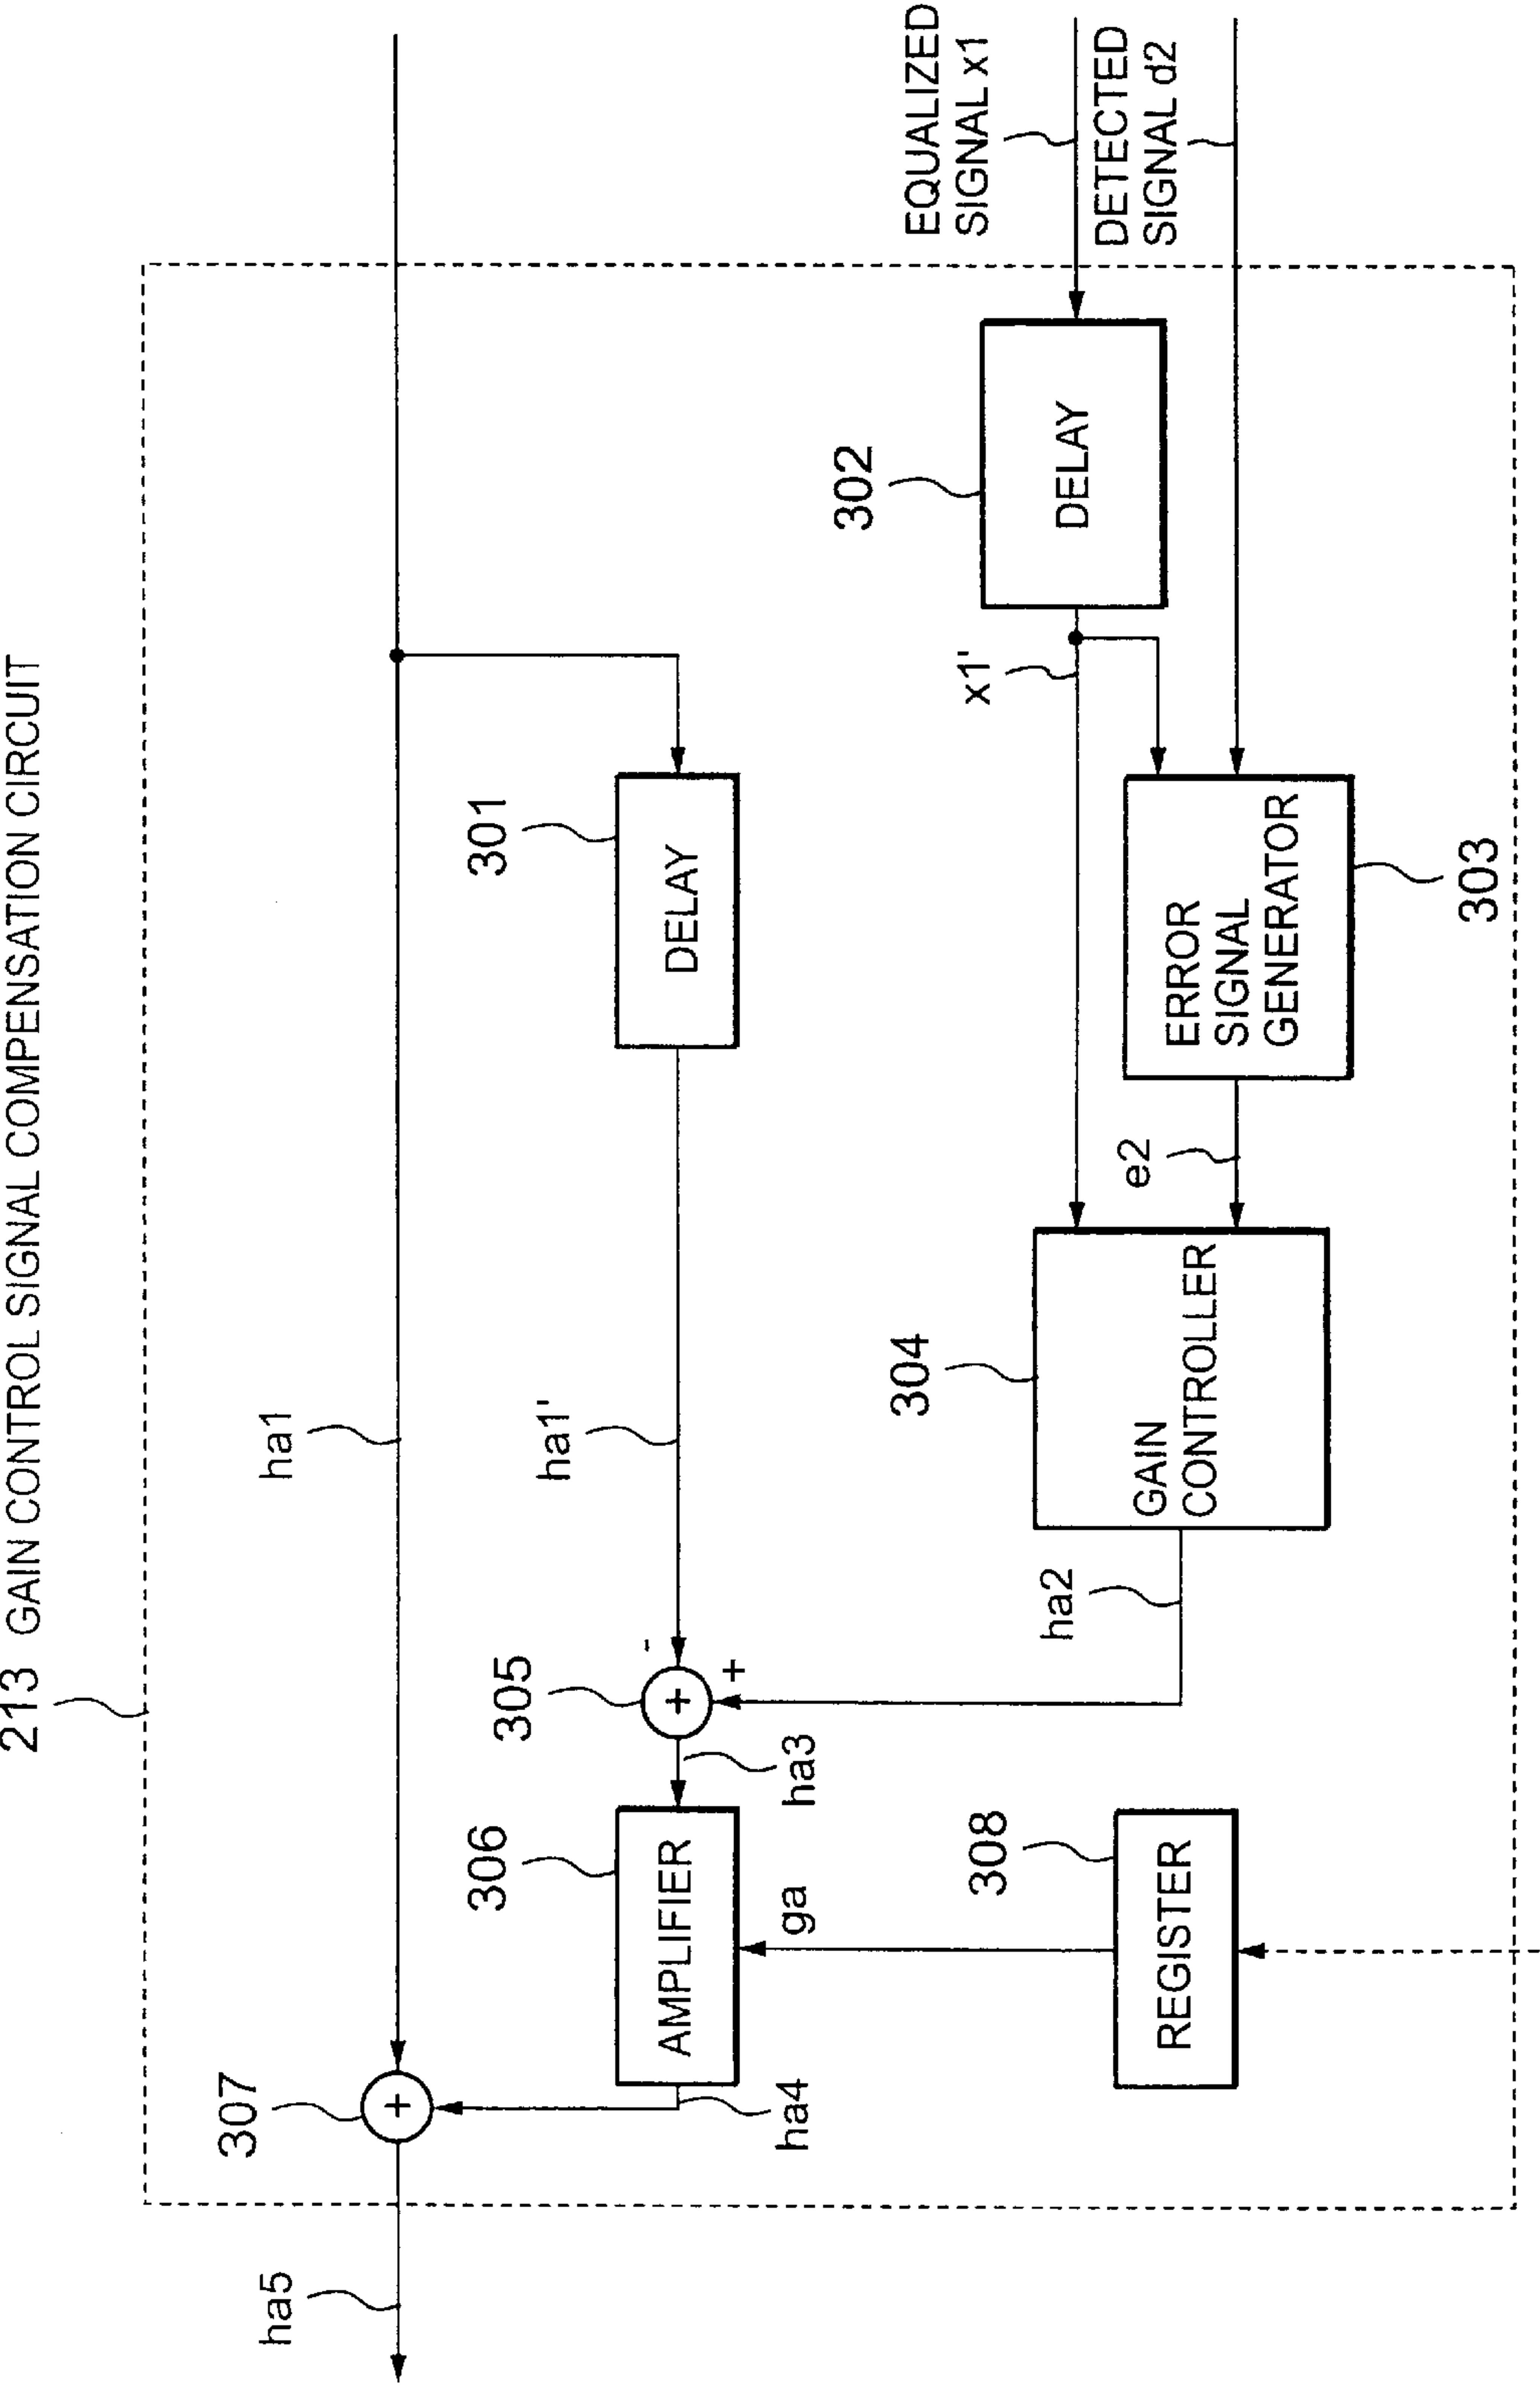 213 GAIN CONTROL SIGNAL COMPENSATION CIRCUIT
ha5
307
+
ha1
ha4
306
AMPLIFIER
ga
308
REGISTER
ha3
305
+
-
+
ha1'
301
DELAY
ha2
304
GAIN
CONTROLLER
e2
303
ERROR
SIGNAL
GENERATOR
x1'
302
DELAY
EQUALIZED
SIGNAL x1
DETECTED
SIGNAL d2